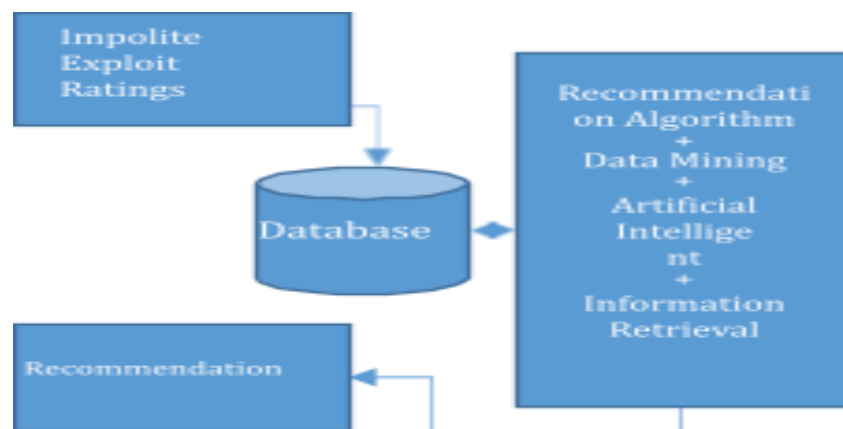 Impolite
Exploit
Ratings
Database
Recommendati
on Algorithm
+
Data Mining
+
Artificial
Intellige
nt
+
Information
Retrieval
Recommendation